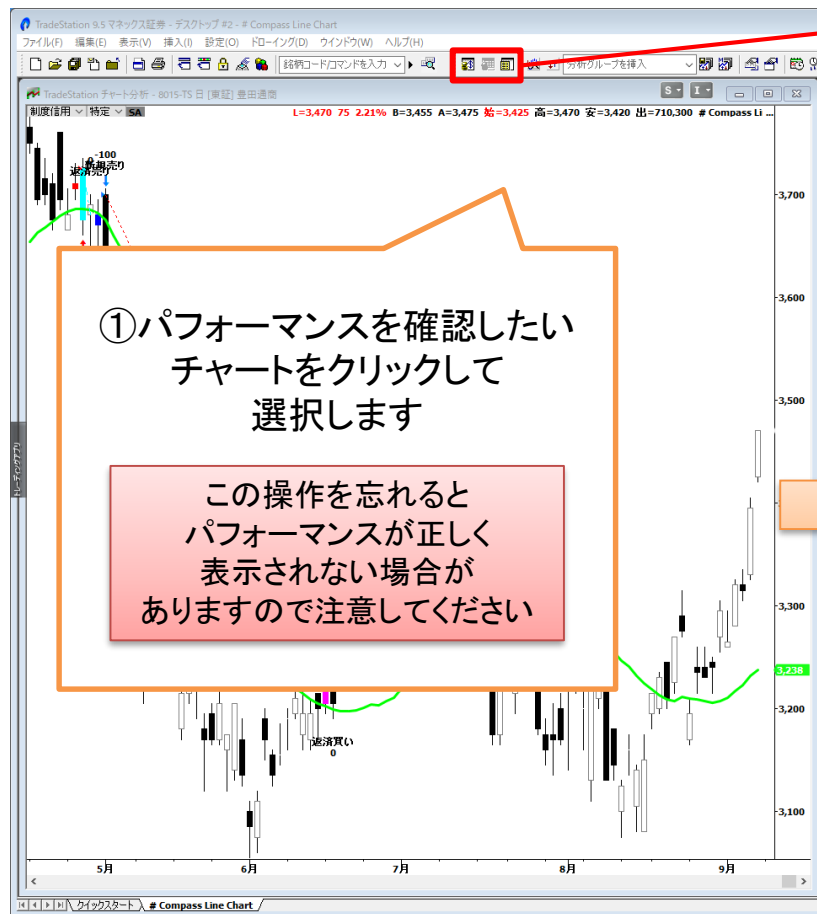 TradeStation 9.5 マネックス証券 - デスクトップ #2 - # Compass Line Chart
ファイル(F) 編集(E) 表示(V) 挿入(I) 設定(O) ドローイング(D) ウインドウ(W) ヘルプ(H)
銘柄コード/コマンドを入力
分析グループを挿入
TradeStation チャート分析 - 8015-TS 日 [東証] 豊田通商
S I
制度信用 特定 SA
L=3,470 75 2.21% B=3,455 A=3,475 始=3,425 高=3,470 安=3,420 出=710,300 # Compass Li ...
-100
0
新規売り
返済売り
3,700
3,600
①パフォーマンスを確認したい
チャートをクリックして
選択します
3,500
この操作を忘れると
パフォーマンスが正しく
表示されない場合が
ありますので注意してください
トレーディングアプリ
3,300
3,238
3,200
返済買い
0
3,100
5月 6月 7月 8月 9月
クイックスタート # Compass Line Chart